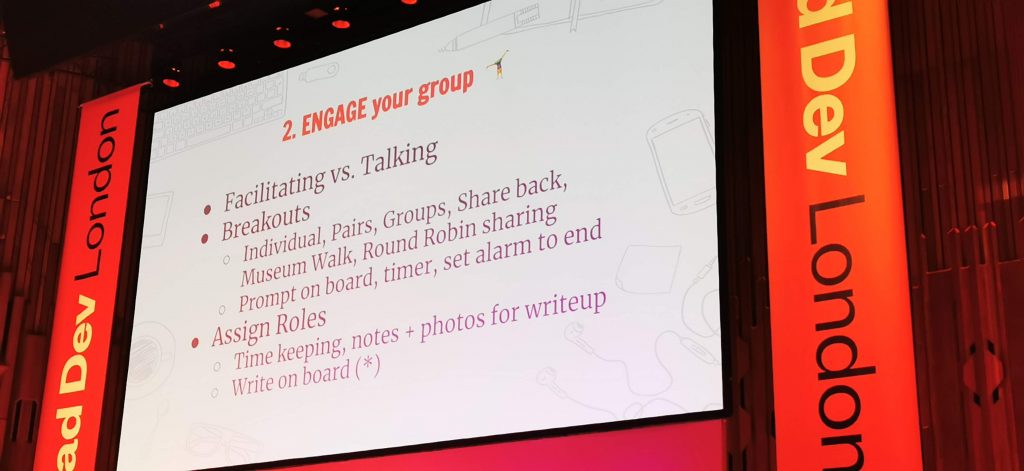 2. ENGAGE your group
● Facilitating vs. Talking
● Breakouts
○ Individual, Pairs, Groups, Share back,
Museum Walk, Round Robin sharing
○ Prompt on board, timer, set alarm to end
● Assign Roles
○ Time keeping, notes + photos for writeup
○ Write on board (*)
ad Dev London
d Dev London